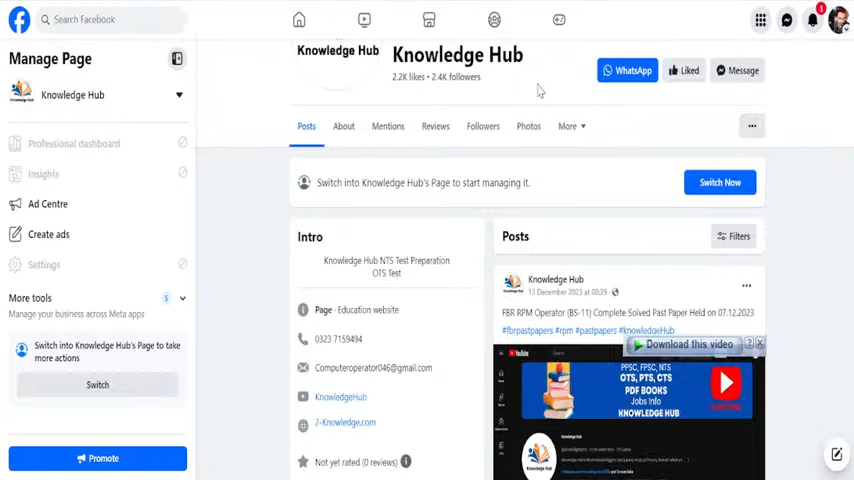 Search Facebook
1
Manage Page
Knowledge Hub
Professional dashboard
Insights
Ad Centre
Create ads
Settings
More tools
5
Manage your business across Meta apps
Switch into Knowledge Hub's Page to take
more actions
Switch
Promote
Knowledge Hub
Knowledge Hub
2.2K likes • 2.4K followers
WhatsApp
Liked
Message
Posts
About
Mentions
Reviews
Followers
Photos
More
Switch into Knowledge Hub's Page to start managing it.
Switch Now
Intro
Knowledge Hub NTS Test Preparation
OTS Test
Page · Education website
0323 7159494
Computeroperator046@gmail.com
KnowledgeHub
2-Knowledge.com
Not yet rated (0 reviews)
Posts
Filters
Knowledge Hub
13 December 2023 at 00:39
FBR RPM Operator (BS-11) Complete Solved Past Paper Held on 07.12.2023
#fbrpastpapers #rpm #pastpapers #knowledgeHub
Download this video
YouTube
PPSC, FPSC, NTS
OTS, PTS, CTS
PDF BOOKS
Jobs Info
KNOWLEDGE HUB